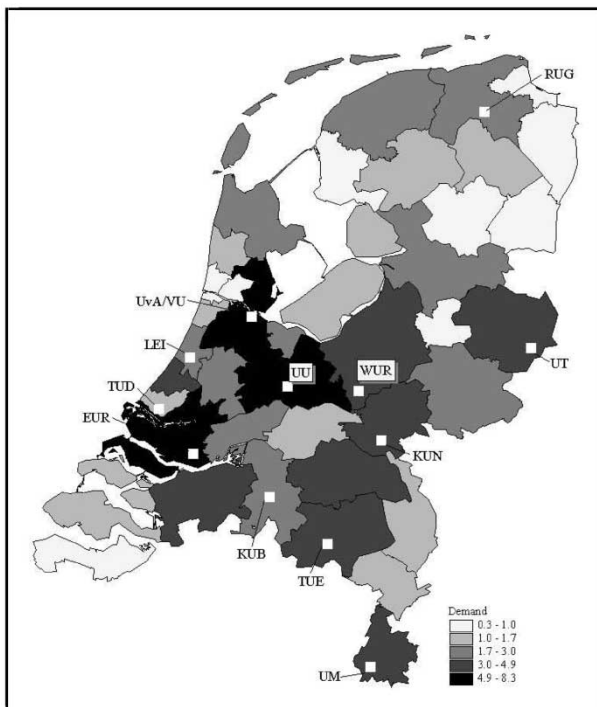 RUG
UvA/VU
LEI
UU
WUR
UT
TUD
EUR
KUN
KUB
TUE
UM
Demand
0.3 - 1.0
1.0 - 1.7
1.7 - 3.0
3.0 - 4.9
4.9 - 8.3